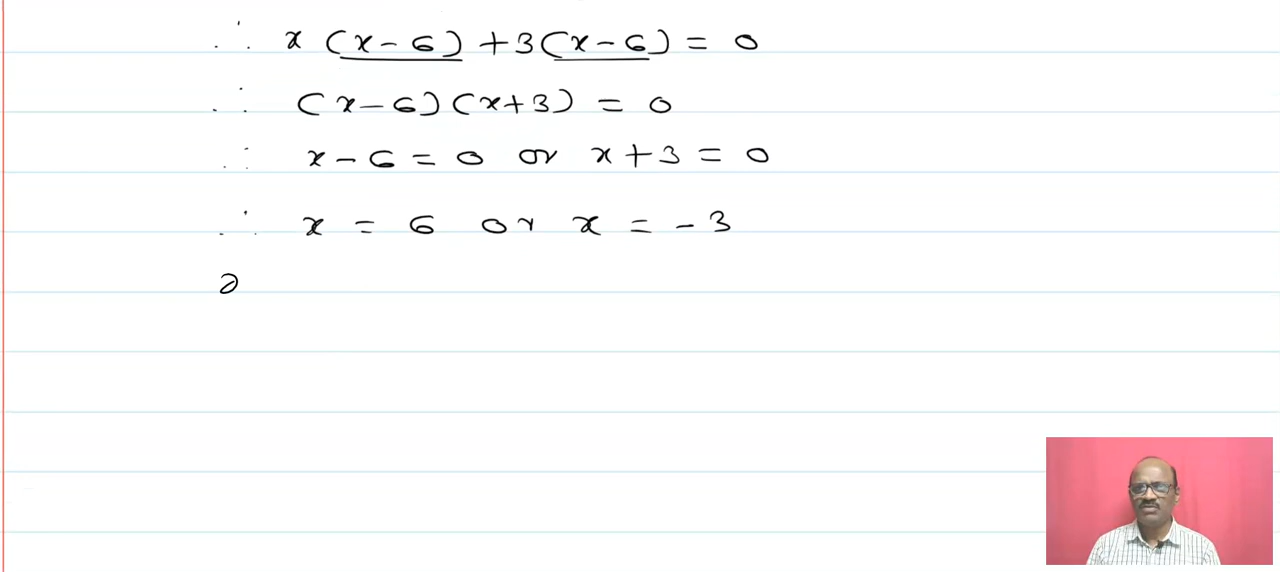 ∴ x (x-6) +3(x-6) = 0
∴ (x-6)(x+3) = 0
∴ x-6=0 or x+3=0
∴ x = 6 or x = -3